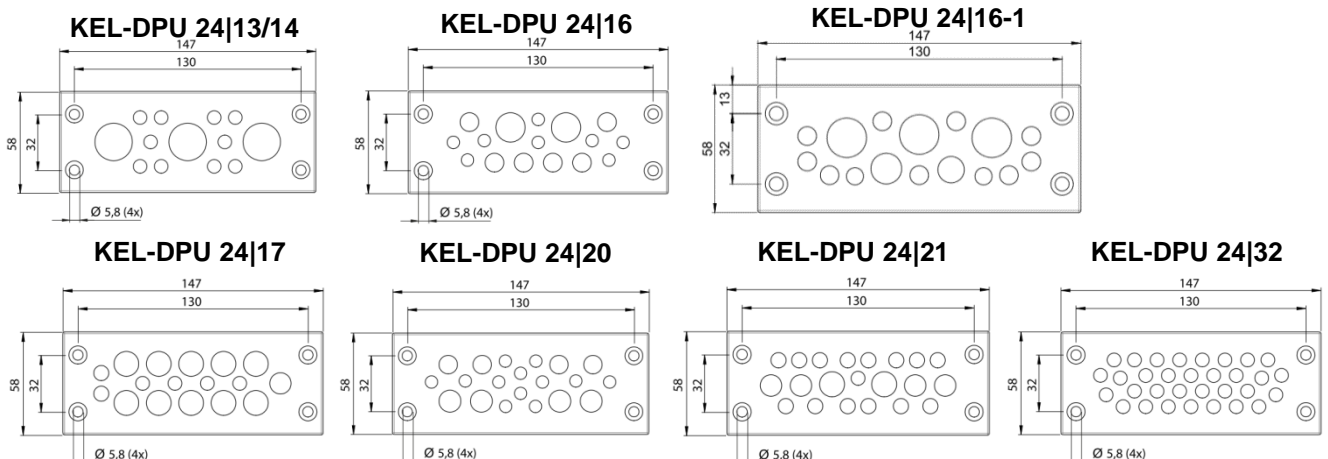 KEL-DPU 24|13/14
147
130
58
32
Ø 5,8 (4x)
KEL-DPU 24|16
147
130
58
32
Ø 5,8 (4x)
KEL-DPU 24|16-1
147
130
13
58
32
KEL-DPU 24|17
147
130
58
32
Ø 5,8 (4x)
KEL-DPU 24|20
147
130
58
32
Ø 5,8 (4x)
KEL-DPU 24|21
147
130
58
32
Ø 5,8 (4x)
KEL-DPU 24|32
147
130
58
32
Ø 5,8 (4x)